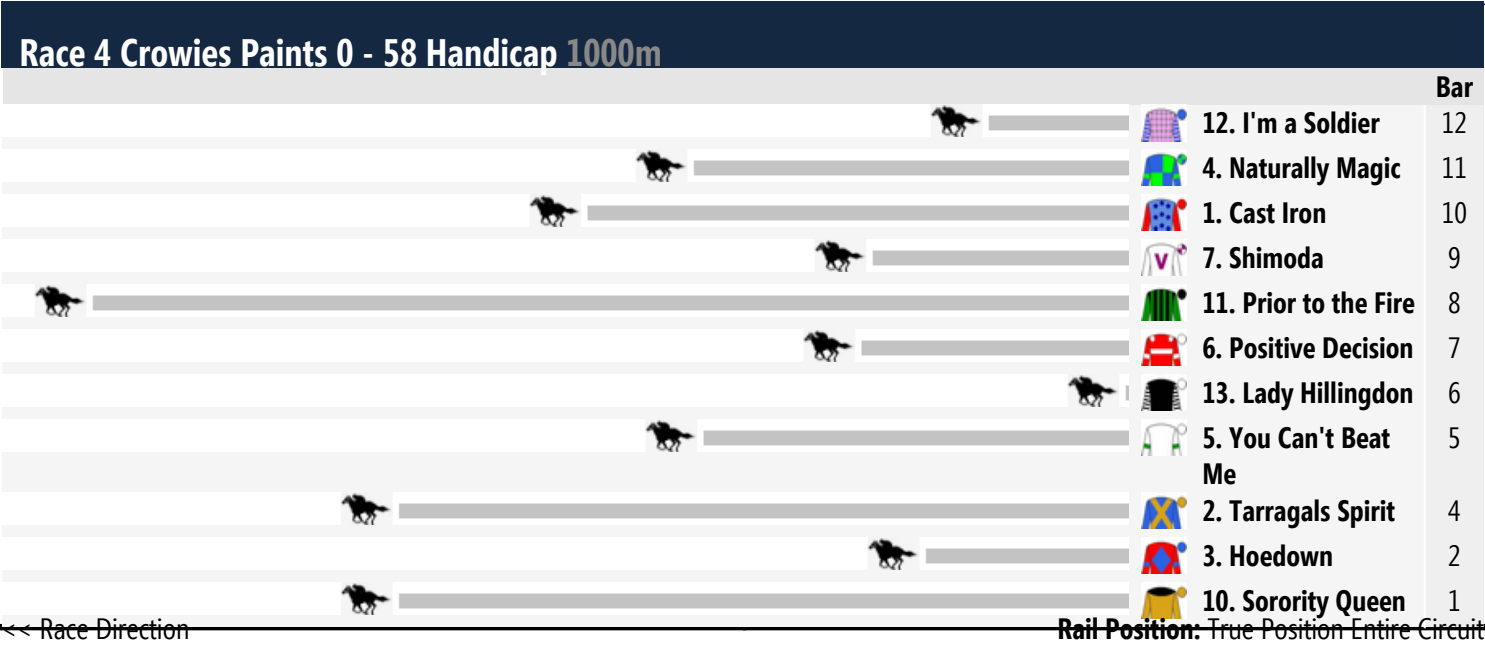 Race 4 Crowies Paints 0 - 58 Handicap 1000m
Bar
12. I'm a Soldier 12
4. Naturally Magic 11
1. Cast Iron 10
V 7. Shimoda 9
11. Prior to the Fire 8
6. Positive Decision 7
13. Lady Hillingdon 6
5. You Can't Beat 5
Me
2. Tarragals Spirit 4
3. Hoedown 2
10. Sorority Queen 1
<< Race Direction Rail Position: True Position Entire Circuit